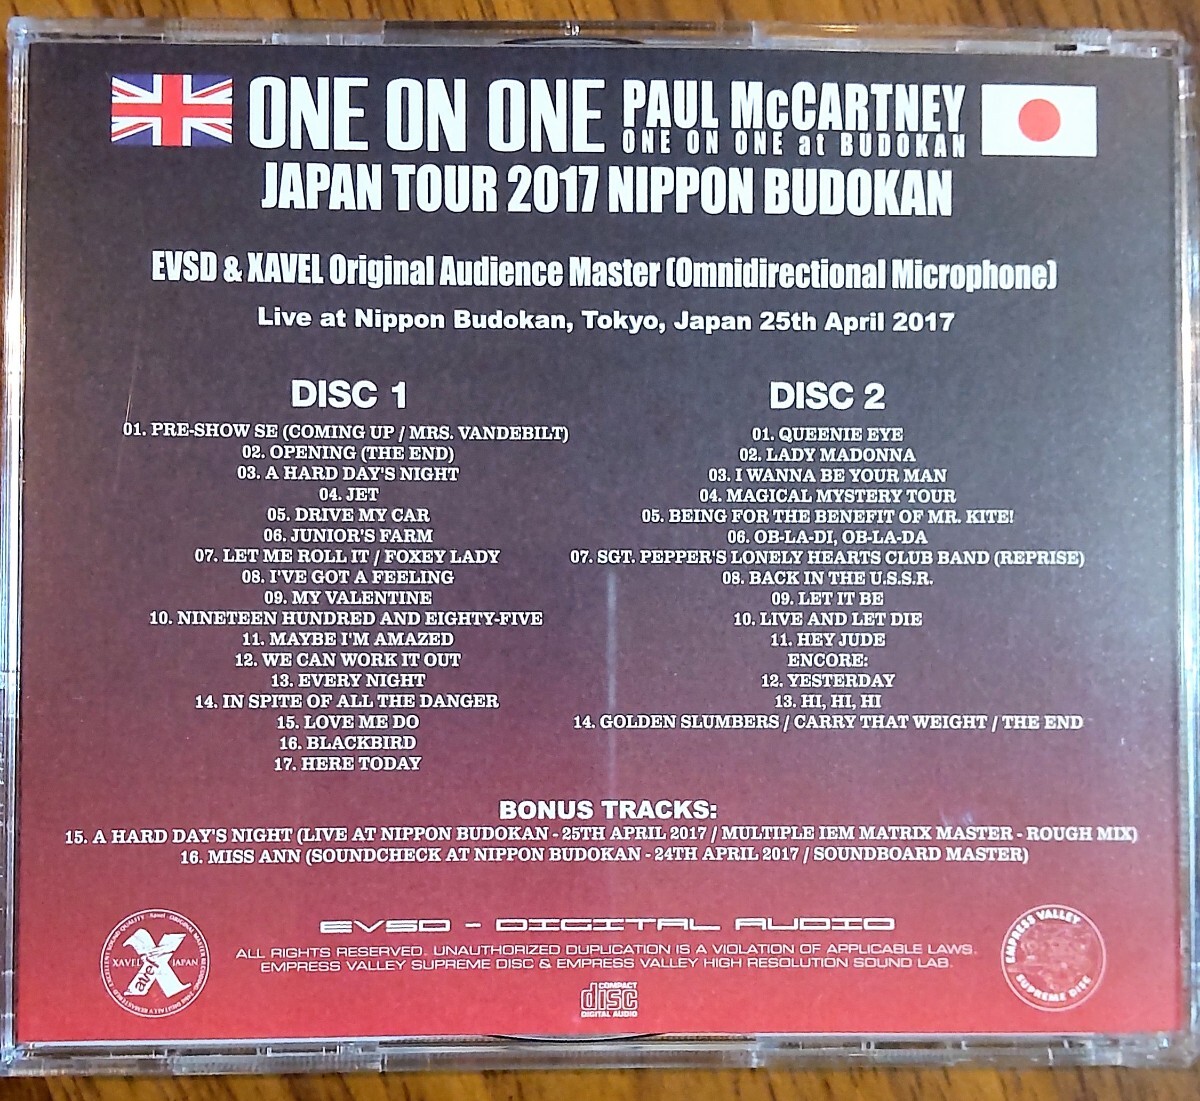 ONE ON ONE PAUL McCARTNEY
ONE ON ONE at BUDOKAN
JAPAN TOUR 2017 NIPPON BUDOKAN
EVSD & XAVEL Original Audience Master (Omnidirectional Microphone)
Live at Nippon Budokan, Tokyo, Japan 25th April 2017
DISC 1
01. PRE-SHOW SE (COMING UP / MRS. VANDEBILT)
02. OPENING (THE END)
03. A HARD DAY'S NIGHT
04. JET
05. DRIVE MY CAR
06. JUNIOR'S FARM
07. LET ME ROLL IT / FOXEY LADY
08. I'VE GOT A FEELING
09. MY VALENTINE
10. NINETEEN HUNDRED AND EIGHTY-FIVE
11. MAYBE I'M AMAZED
12. WE CAN WORK IT OUT
13. EVERY NIGHT
14. IN SPITE OF ALL THE DANGER
15. LOVE ME DO
16. BLACKBIRD
17. HERE TODAY
DISC 2
01. QUEENIE EYE
02. LADY MADONNA
03. I WANNA BE YOUR MAN
04. MAGICAL MYSTERY TOUR
05. BEING FOR THE BENEFIT OF MR. KITE!
06. OB-LA-DI, OB-LA-DA
07. SGT. PEPPER'S LONELY HEARTS CLUB BAND (REPRISE)
08. BACK IN THE U.S.S.R.
09. LET IT BE
10. LIVE AND LET DIE
11. HEY JUDE
ENCORE:
12. YESTERDAY
13. HI, HI, HI
14. GOLDEN SLUMBERS / CARRY THAT WEIGHT / THE END
BONUS TRACKS:
15. A HARD DAY'S NIGHT (LIVE AT NIPPON BUDOKAN - 25TH APRIL 2017 / MULTIPLE IEM MATRIX MASTER - ROUGH MIX)
16. MISS ANN (SOUNDCHECK AT NIPPON BUDOKAN - 24TH APRIL 2017 / SOUNDBOARD MASTER)
EVSD - DIGITAL AUDIO
ALL RIGHTS RESERVED. UNAUTHORIZED DUPLICATION IS A VIOLATION OF APPLICABLE LAWS.
EMPRESS VALLEY SUPREME DISC & EMPRESS VALLEY HIGH RESOLUTION SOUND LAB.
XAVEL JAPAN
Xavel
COMPACT
disc
DIGITAL AUDIO
EMPRESS VALLEY
SUPREME DISC